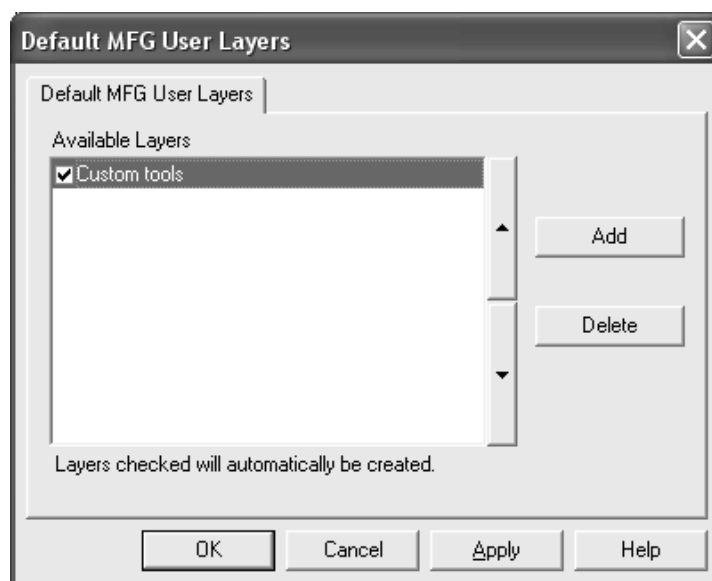 Default MFG User Layers
Default MFG User Layers
Available Layers
Custom tools
Add
Delete
Layers checked will automatically be created.
OK
Cancel
Apply
Help